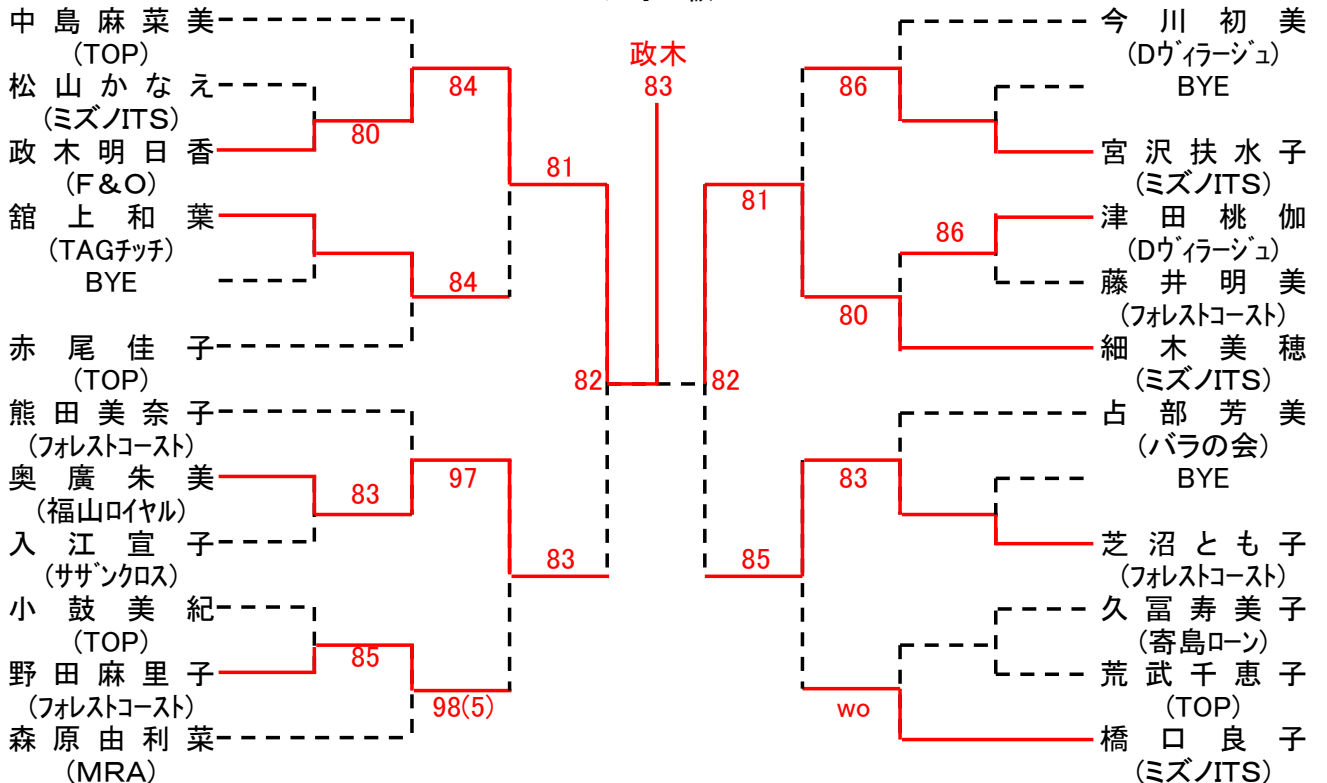 中島麻菜美
(TOP)
松山かなえ
(ミズノITS)
政木明日香
(F&O)
舘上和葉
(TAGチッチ)
BYE
赤尾佳子
(TOP)
熊田美奈子
(フォレストコースト)
奥廣朱美
(福山ロイヤル)
入江宣子
(サザンクロス)
小鼓美紀
(TOP)
野田麻里子
(フォレストコースト)
森原由利菜
(MRA)
80
84
84
81
83
97
85
98(5)
83
82
政木
83
82
81
85
86
80
86
83
wo
今川初美
(Dヴィラージュ)
BYE
宮沢扶水子
(ミズノITS)
津田桃伽
(Dヴィラージュ)
藤井明美
(フォレストコースト)
細木美穂
(ミズノITS)
占部芳美
(バラの会)
BYE
芝沼とも子
(フォレストコースト)
久冨寿美子
(寄島ローン)
荒武千恵子
(TOP)
橋口良子
(ミズノITS)